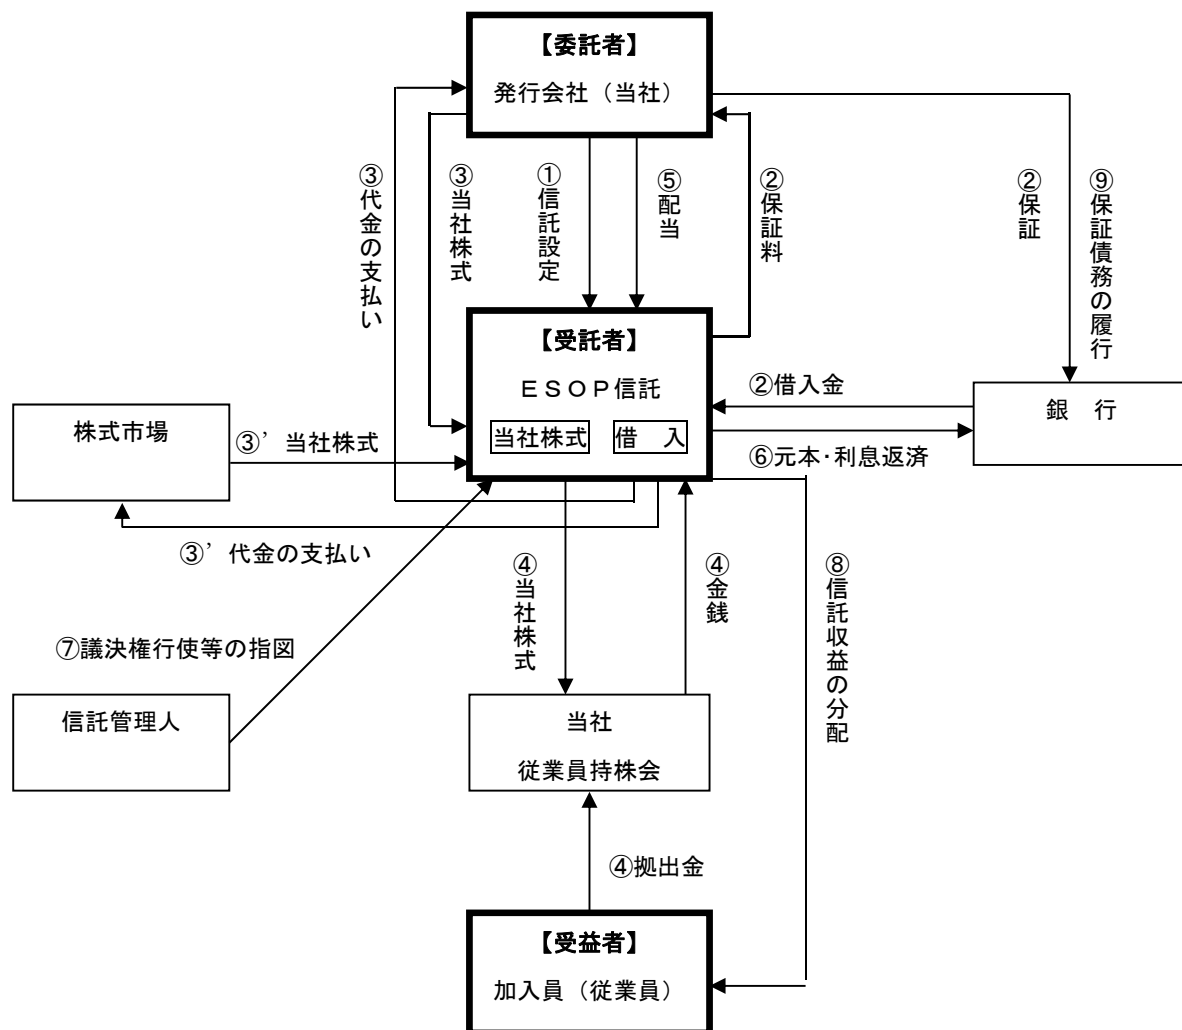 【委託者】
発行会社（当社）
③代金の支払い
③当社株式
①信託設定
⑤配当
②保証料
②保証
⑨保証債務の履行
【受託者】
ＥＳＯＰ信託
当社株式
借　入
②借入金
⑥元本・利息返済
銀　行
株式市場
③’当社株式
③’代金の支払い
④当社株式
④金銭
⑧信託収益の分配
⑦議決権行使等の指図
信託管理人
当社
従業員持株会
④拠出金
【受益者】
加入員（従業員）